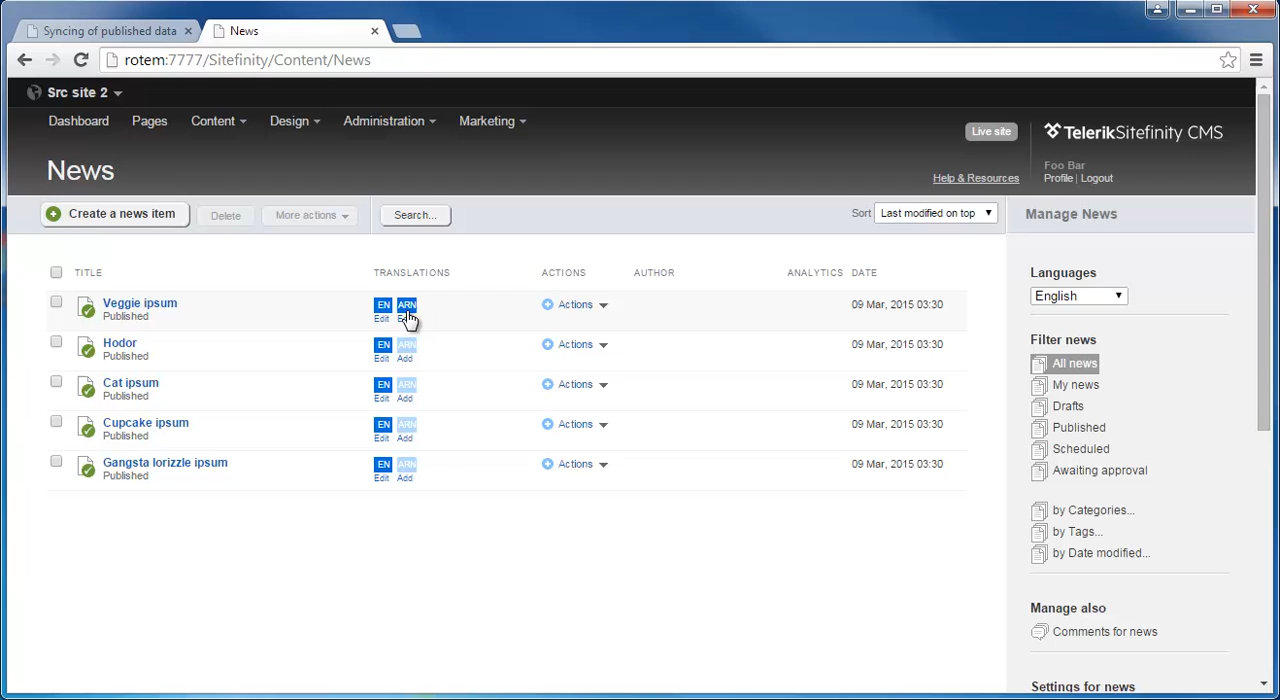 Syncing of published data
News
rotem:7777/Sitefinity/Content/News
Src site 2
Dashboard
Pages
Content
Design
Administration
Marketing
Live site
TelerikSitefinity CMS
News
Foo Bar
Help & Resources
Profile | Logout
Create a news item
Delete
More actions
Search...
Sort
Last modified on top
Manage News
TITLE
TRANSLATIONS
ACTIONS
AUTHOR
ANALYTICS
DATE
Veggie ipsum
Published
EN ARN
Edit
Actions
09 Mar, 2015 03:30
Hodor
Published
EN ARN
Edit Add
Actions
09 Mar, 2015 03:30
Cat ipsum
Published
EN ARN
Edit Add
Actions
09 Mar, 2015 03:30
Cupcake ipsum
Published
EN ARN
Edit Add
Actions
09 Mar, 2015 03:30
Gangsta lorizzle ipsum
Published
EN ARN
Edit Add
Actions
09 Mar, 2015 03:30
Languages
English
Filter news
All news
My news
Drafts
Published
Scheduled
Awaiting approval
by Categories...
by Tags...
by Date modified...
Manage also
Comments for news
Settings for news